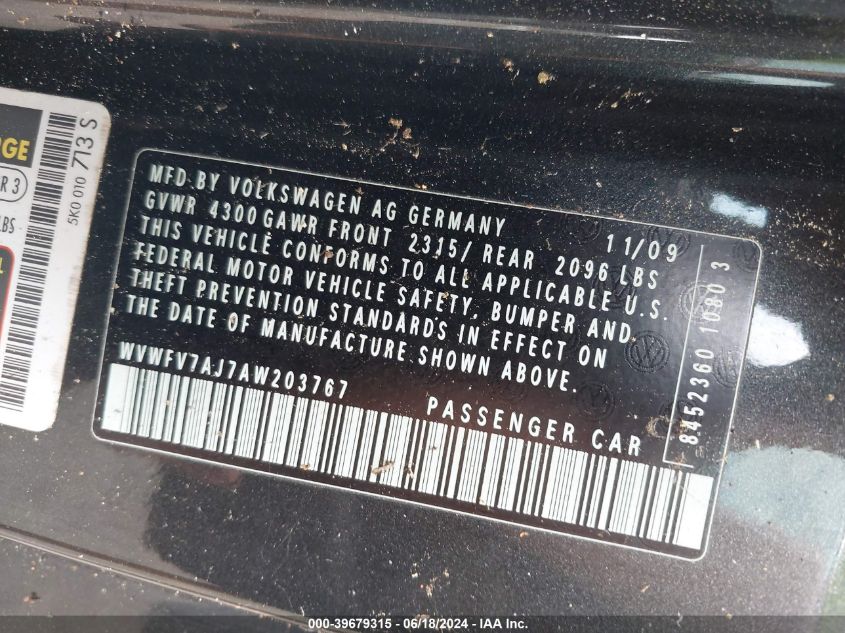 RGE
R 3
LBS
L
5K0 010 713 S
MFD.BY VOLKSWAGEN AG GERMANY 11/09
GVWR 4300 GAWR FRONT 2315/ REAR 2096 LBS
THIS VEHICLE CONFORMS TO ALL APPLICABLE U.S.
FEDERAL MOTOR VEHICLE SAFETY, BUMPER AND
THEFT PREVENTION STANDARDS IN EFFECT ON
THE DATE OF MANUFACTURE SHOWN ABOVE.
WVWFV7AJ7AW203767 PASSENGER CAR
8452360 1080 3
000-39679315 - 06/18/2024 - IAA Inc.